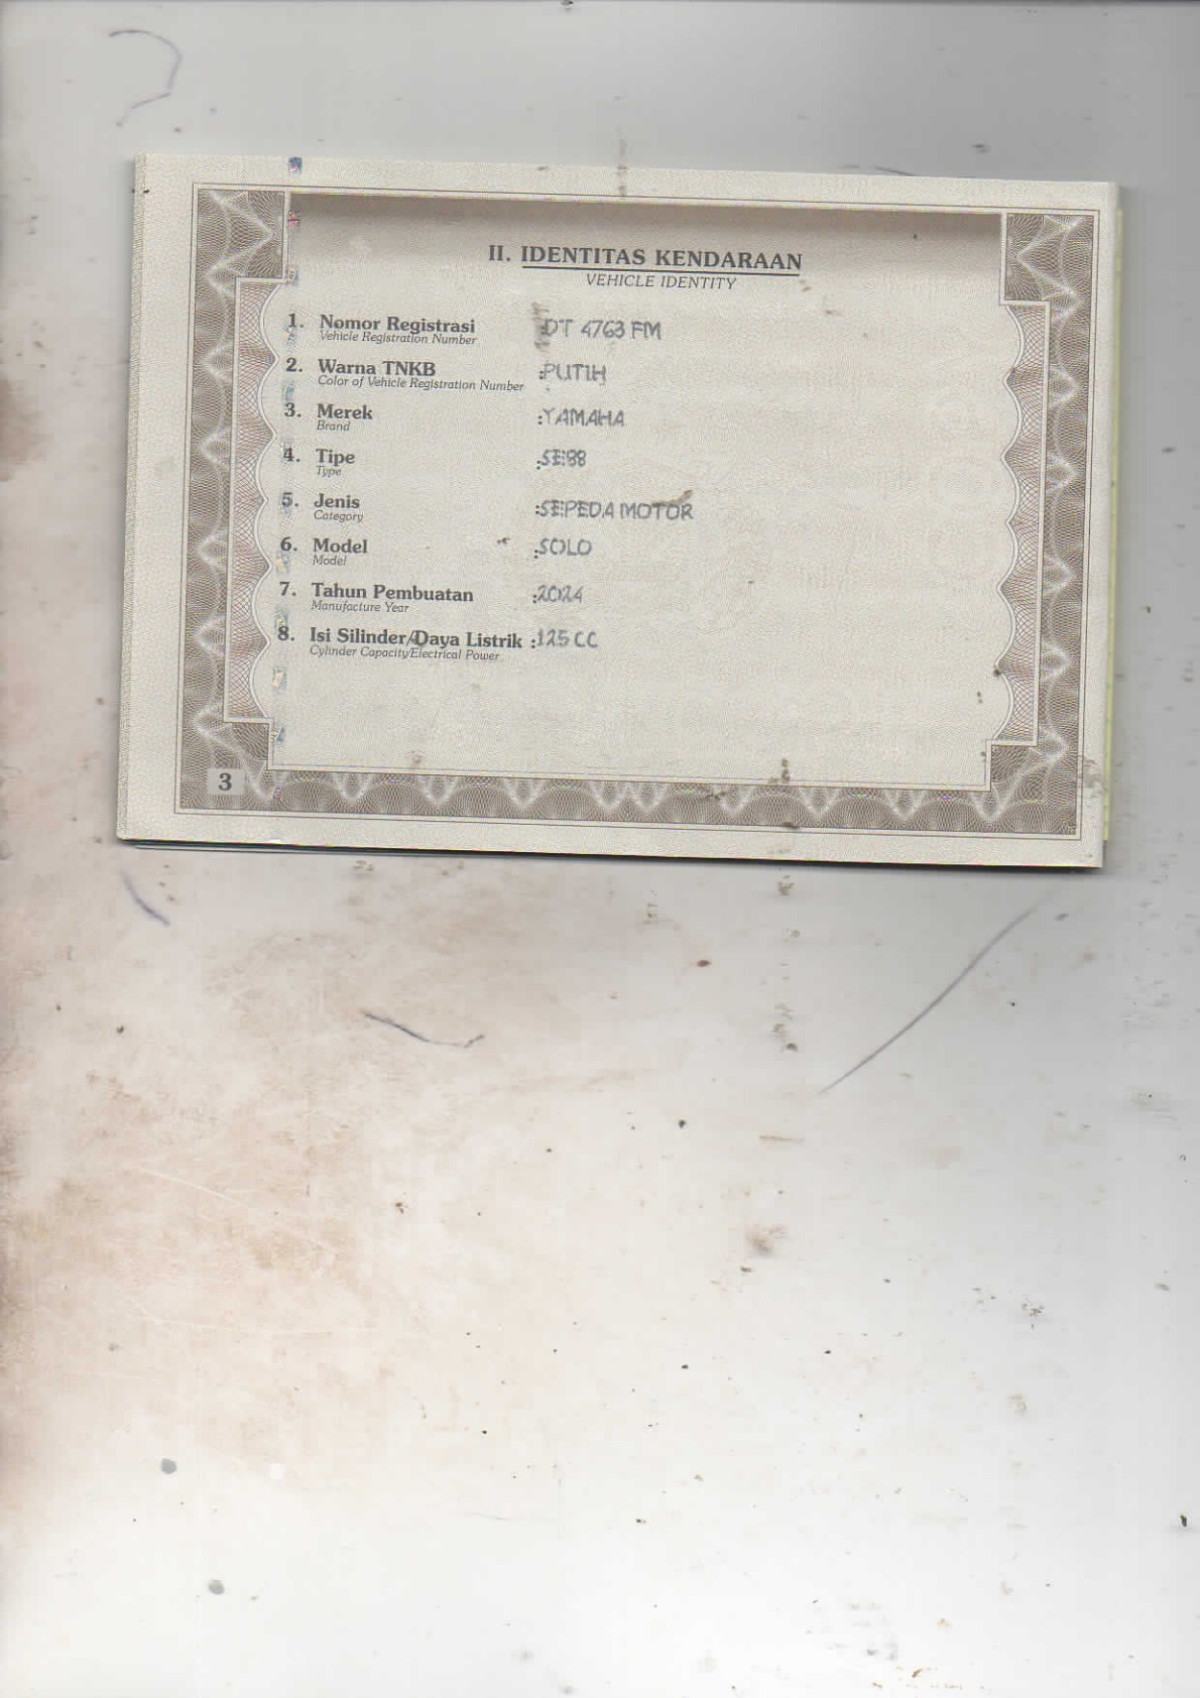 II. IDENTITAS KENDARAAN
VEHICLE IDENTITY
1. Nomor Registrasi :DT 4763 FM
Vehicle Registration Number
2. Warna TNKB :PUTIH
Color of Vehicle Registration Number
3. Merek :YAMAHA
Brand
4. Tipe :SE88
Type
5. Jenis :SEPEDA MOTOR
Category
6. Model :SOLO
Model
7. Tahun Pembuatan :2024
Manufacture Year
8. Isi Silinder/Daya Listrik :125 CC
Cylinder Capacity/Electrical Power
3